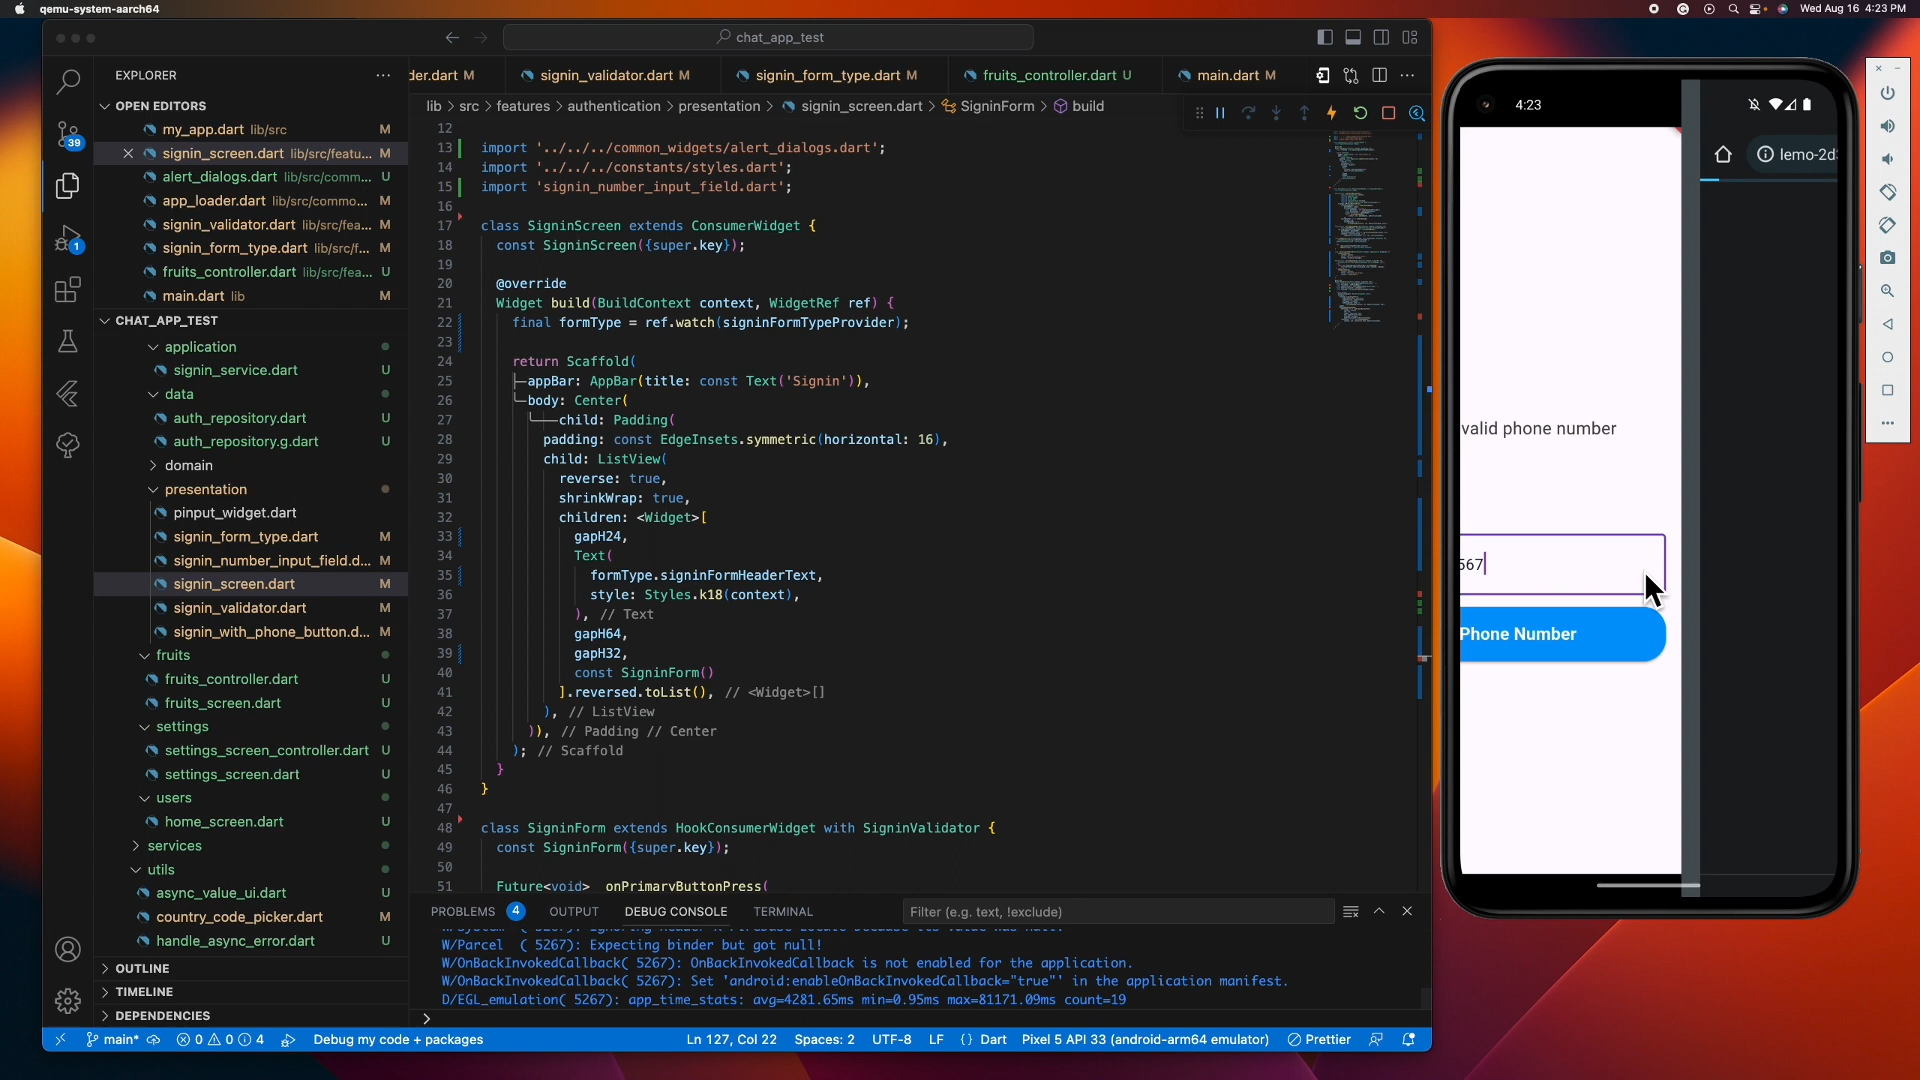 qemu-system-aarch64
Wed Aug 16 4:23 PM
chat_app_test
EXPLORER
der.dart M
signin_validator.dart M
signin_form_type.dart M
fruits_controller.dart U
main.dart M
OPEN EDITORS
lib > src > features > authentication > presentation > signin_screen.dart > SigninForm > build
my_app.dart lib/src M
signin_screen.dart lib/src/featu... M
alert_dialogs.dart lib/src/comm... U
app_loader.dart lib/src/commo... M
signin_validator.dart lib/src/fea... M
signin_form_type.dart lib/src/f... M
fruits_controller.dart lib/src/fea... U
main.dart lib M
39
1
CHAT_APP_TEST
application
signin_service.dart U
data
auth_repository.dart U
auth_repository.g.dart U
domain
presentation
pinput_widget.dart
signin_form_type.dart M
signin_number_input_field.d... M
signin_screen.dart M
signin_validator.dart M
signin_with_phone_button.d... M
fruits
fruits_controller.dart U
fruits_screen.dart U
settings
settings_screen_controller.dart U
settings_screen.dart U
users
home_screen.dart U
services
utils
async_value_ui.dart U
country_code_picker.dart M
handle_async_error.dart U
OUTLINE
TIMELINE
DEPENDENCIES
12
13 import '../../../common_widgets/alert_dialogs.dart';
14 import '../../../constants/styles.dart';
15 import 'signin_number_input_field.dart';
16
17 class SigninScreen extends ConsumerWidget {
18 const SigninScreen({super.key});
19
20 @override
21 Widget build(BuildContext context, WidgetRef ref) {
22 final formType = ref.watch(signinFormTypeProvider);
23
24 return Scaffold(
25 appBar: AppBar(title: const Text('Signin')),
26 body: Center(
27 child: Padding(
28 padding: const EdgeInsets.symmetric(horizontal: 16),
29 child: ListView(
30 reverse: true,
31 shrinkWrap: true,
32 children: <Widget>[
33 gapH24,
34 Text(
35 formType.signinFormHeaderText,
36 style: Styles.k18(context),
37 ), // Text
38 gapH64,
39 gapH32,
40 const SigninForm()
41 ].reversed.toList(), // <Widget>[]
42 ), // ListView
43 )), // Padding // Center
44 ); // Scaffold
45 }
46 }
47
48 class SigninForm extends HookConsumerWidget with SigninValidator {
49 const SigninForm({super.key});
50
51 Future<void> onPrimaryButtonPress(
PROBLEMS 4 OUTPUT DEBUG CONSOLE TERMINAL
Filter (e.g. text, !exclude)
W/Parcel ( 5267): Expecting binder but got null!
W/OnBackInvokedCallback( 5267): OnBackInvokedCallback is not enabled for the application.
W/OnBackInvokedCallback( 5267): Set 'android:enableOnBackInvokedCallback="true"' in the application manifest.
D/EGL_emulation( 5267): app_time_stats: avg=4281.65ms min=0.95ms max=81171.09ms count=19
main* 0 0 4 Debug my code + packages
Ln 127, Col 22 Spaces: 2 UTF-8 LF {} Dart Pixel 5 API 33 (android-arm64 emulator) Prettier
4:23
lemo-2d
valid phone number
567
Phone Number